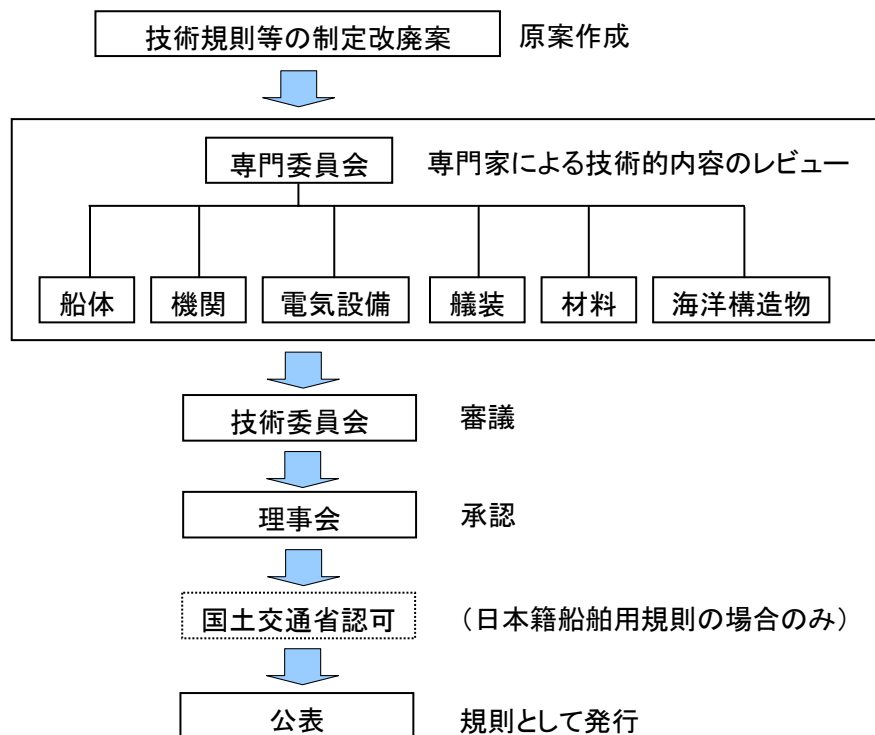 技術規則等の制定改廃案 原案作成
専門委員会 専門家による技術的内容のレビュー
船体 機関 電気設備 艤装 材料 海洋構造物
技術委員会 審議
理事会 承認
国土交通省認可 （日本籍船舶用規則の場合のみ）
公表 規則として発行